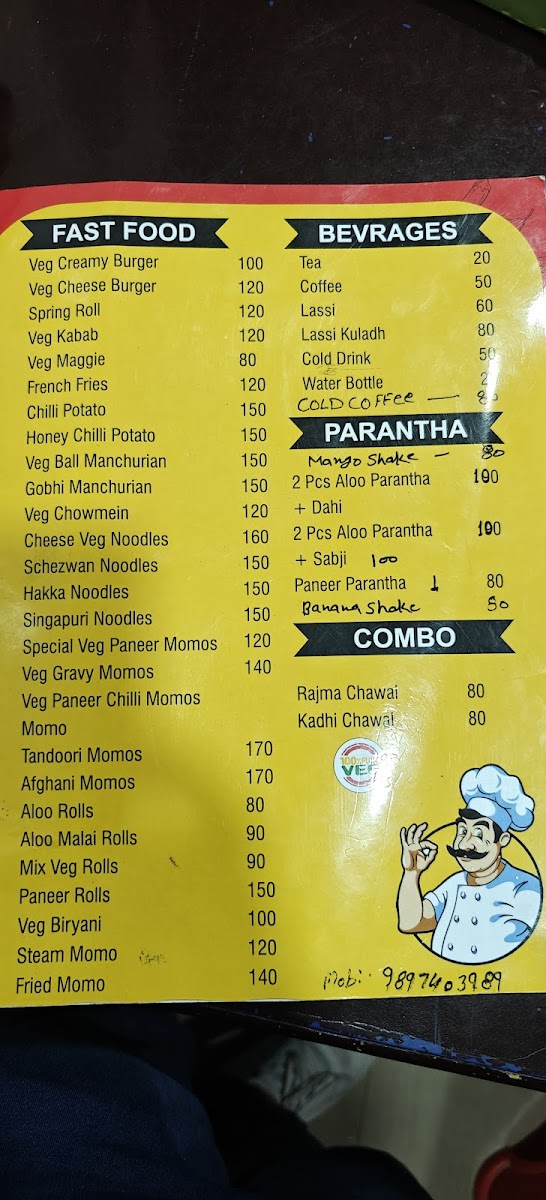 FAST FOOD
Veg Creamy Burger 100
Veg Cheese Burger 120
Spring Roll 120
Veg Kabab 120
Veg Maggie 80
French Fries 120
Chilli Potato 150
Honey Chilli Potato 150
Veg Ball Manchurian 150
Gobhi Manchurian 150
Veg Chowmein 120
Cheese Veg Noodles 160
Schezwan Noodles 150
Hakka Noodles 150
Singapuri Noodles 150
Special Veg Paneer Momos 120
Veg Gravy Momos 140
Veg Paneer Chilli Momos
Momo
Tandoori Momos 170
Afghani Momos 170
Aloo Rolls 80
Aloo Malai Rolls 90
Mix Veg Rolls 90
Paneer Rolls 150
Veg Biryani 100
Steam Momo 120
Fried Momo 140
BEVRAGES
Tea 20
Coffee 50
Lassi 60
Lassi Kuladh 80
Cold Drink 50
Water Bottle
COLD COFFee — 80
PARANTHA
Mango Shake – 80
2 Pcs Aloo Parantha 100
+ Dahi
2 Pcs Aloo Parantha 100
+ Sabji 100
Paneer Parantha 1 80
Banana Shake 50
COMBO
Rajma Chawal 80
Kadhi Chawal 80
VEG
Mobi: 9897403989